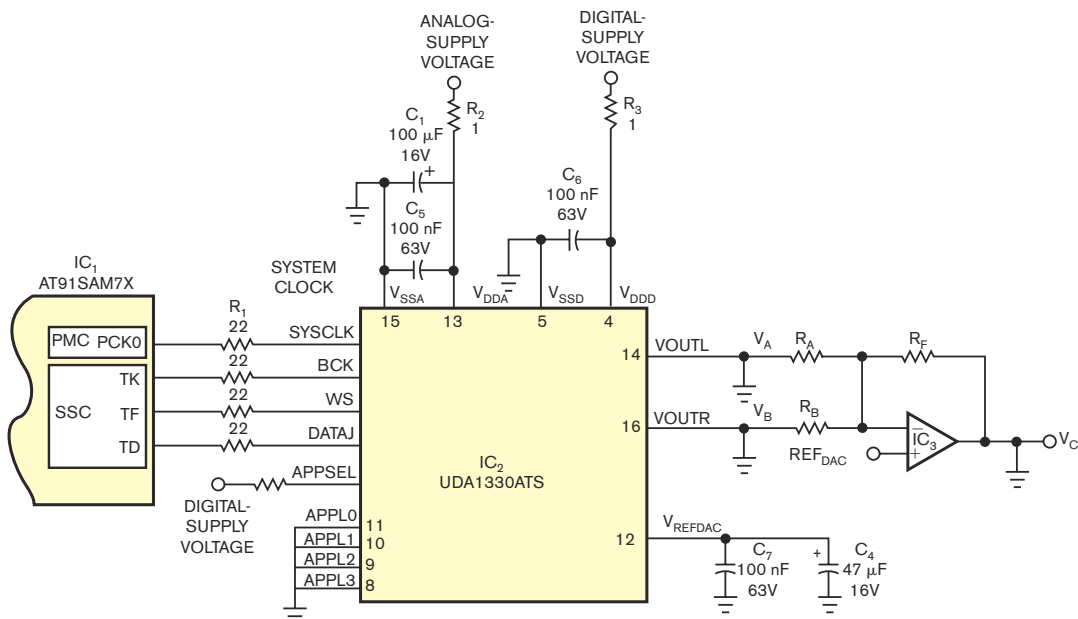 ANALOG-
SUPPLY
VOLTAGE
DIGITAL-
SUPPLY
VOLTAGE
R2
1
R3
1
C1
100 µF
16V
+
C5
100 nF
63V
C6
100 nF
63V
IC1
AT91SAM7X
SYSTEM
CLOCK
VSSA
VDDA
VSSD
VDDD
15
13
5
4
PMC PCK0
R1
22
SYSCLK
TK
22
BCK
SSC
TF
22
WS
TD
22
DATAJ
APPSEL
DIGITAL-
SUPPLY
VOLTAGE
APPL0
11
APPL1
10
APPL2
9
APPL3
8
IC2
UDA1330ATS
14
VOUTL
VA
RA
RF
16
VOUTR
VB
RB
REFDAC
−
+
IC3
VC
12
VREFDAC
C7
100 nF
63V
+
C4
47 µF
16V